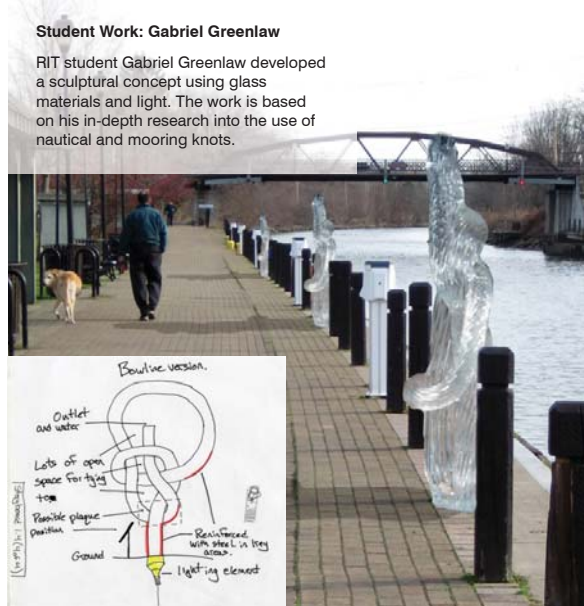 Student Work: Gabriel Greenlaw
RIT student Gabriel Greenlaw developed
a sculptural concept using glass
materials and light. The work is based
on his in-depth research into the use of
nautical and mooring knots.
Bowline version.
Outlet
and water
Lots of open
space for tying
to
Possible plaque
position
Ground
Reinforced
with steel in key
areas.
lighting element